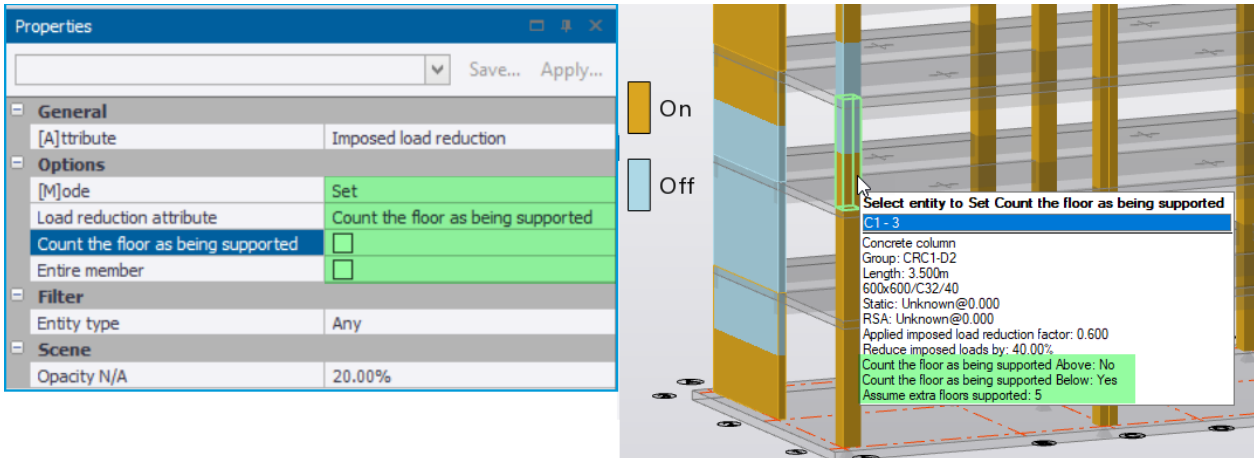 Properties
Save... Apply...
General
[A]ttribute Imposed load reduction
Options
[M]ode Set
Load reduction attribute Count the floor as being supported
Count the floor as being supported
Entire member
Filter
Entity type Any
Scene
Opacity N/A 20.00%
On
Off
Select entity to Set Count the floor as being supported
C1 - 3
Concrete column
Group: CRC1-D2
Length: 3.500m
600x600/C32/40
Static: Unknown@0.000
RSA: Unknown@0.000
Applied imposed load reduction factor: 0.600
Reduce imposed loads by: 40.00%
Count the floor as being supported Above: No
Count the floor as being supported Below: Yes
Assume extra floors supported: 5